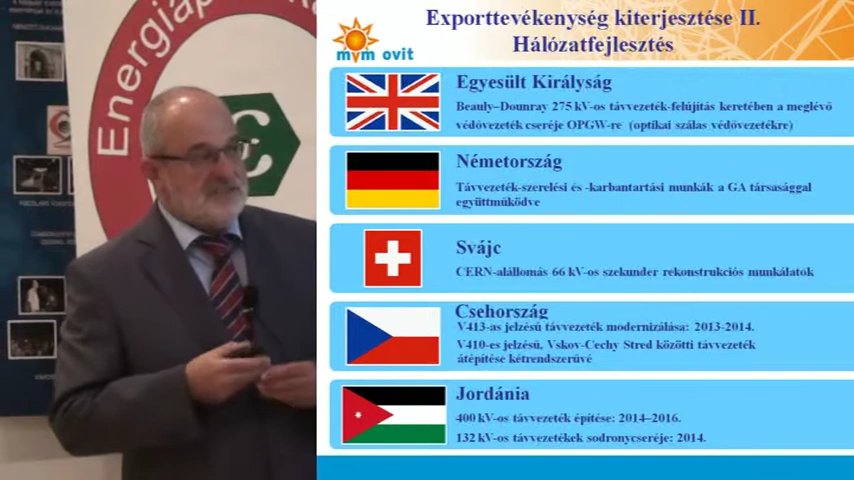 Energiáp
€
mvm ovit
Exporttevékenység kiterjesztése II.
Hálózatfejlesztés
Egyesült Királyság
Beauly–Dounray 275 kV-os távvezeték-felújítás keretében a meglévő
védővezeték cseréje OPGW-re (optikai szálas védővezetékre)
Németország
Távvezeték-szerelési és -karbantartási munkák a GA társasággal
együttműködve
Svájc
CERN-alállomás 66 kV-os szekunder rekonstrukciós munkálatok
Csehország
V413-as jelzésű távvezeték modernizálása: 2013-2014.
V410-es jelzésű, Vskov-Cechy Stred közötti távvezeték
átépítése kétrendszerűvé
Jordánia
400 kV-os távvezeték építése: 2014–2016.
132 kV-os távvezetékek sodronycseréje: 2014.